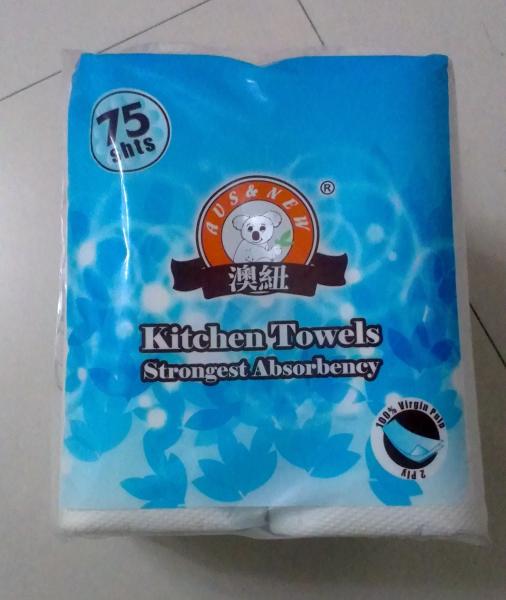 75
shts
AUS & NEW
®
澳紐
Kitchen Towels
Strongest Absorbency
100% Virgin Pulp
2 Ply